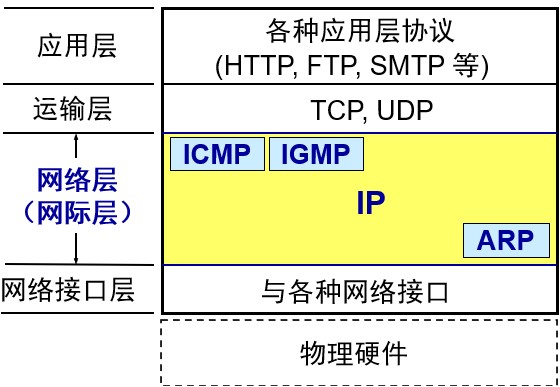 应用层
各种应用层协议
(HTTP, FTP, SMTP 等)
运输层
TCP, UDP
网络层
（网际层）
ICMP
IGMP
IP
ARP
网络接口层
与各种网络接口
物理硬件